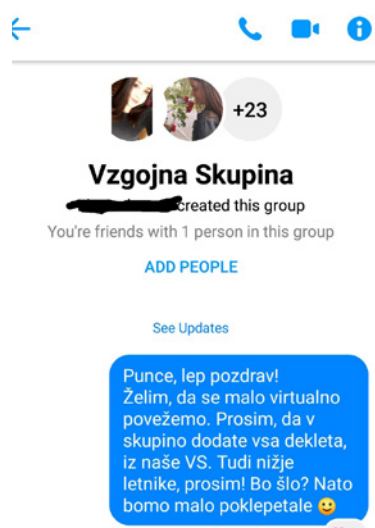 +23
Vzgojna Skupina
created this group
You're friends with 1 person in this group
ADD PEOPLE
See Updates
Punce, lep pozdrav!
Želim, da se malo virtualno
povežemo. Prosim, da v
skupino dodate vsa dekleta,
iz naše VS. Tudi nižje
letnike, prosim! Bo šlo? Nato
bomo malo poklepetale 🙂